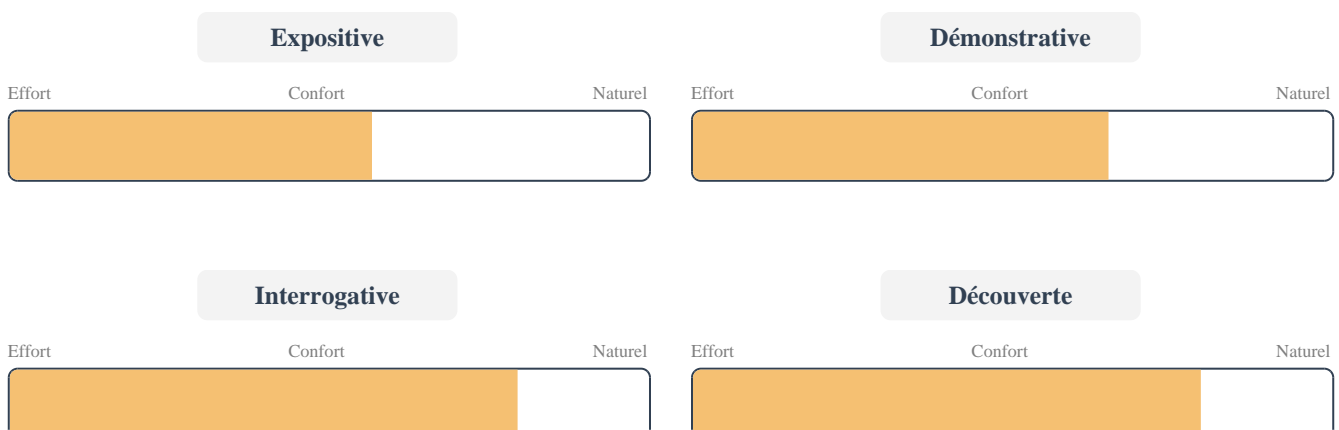 Expositive
Démonstrative
Effort Confort Naturel
Effort Confort Naturel
Interrogative
Découverte
Effort Confort Naturel
Effort Confort Naturel